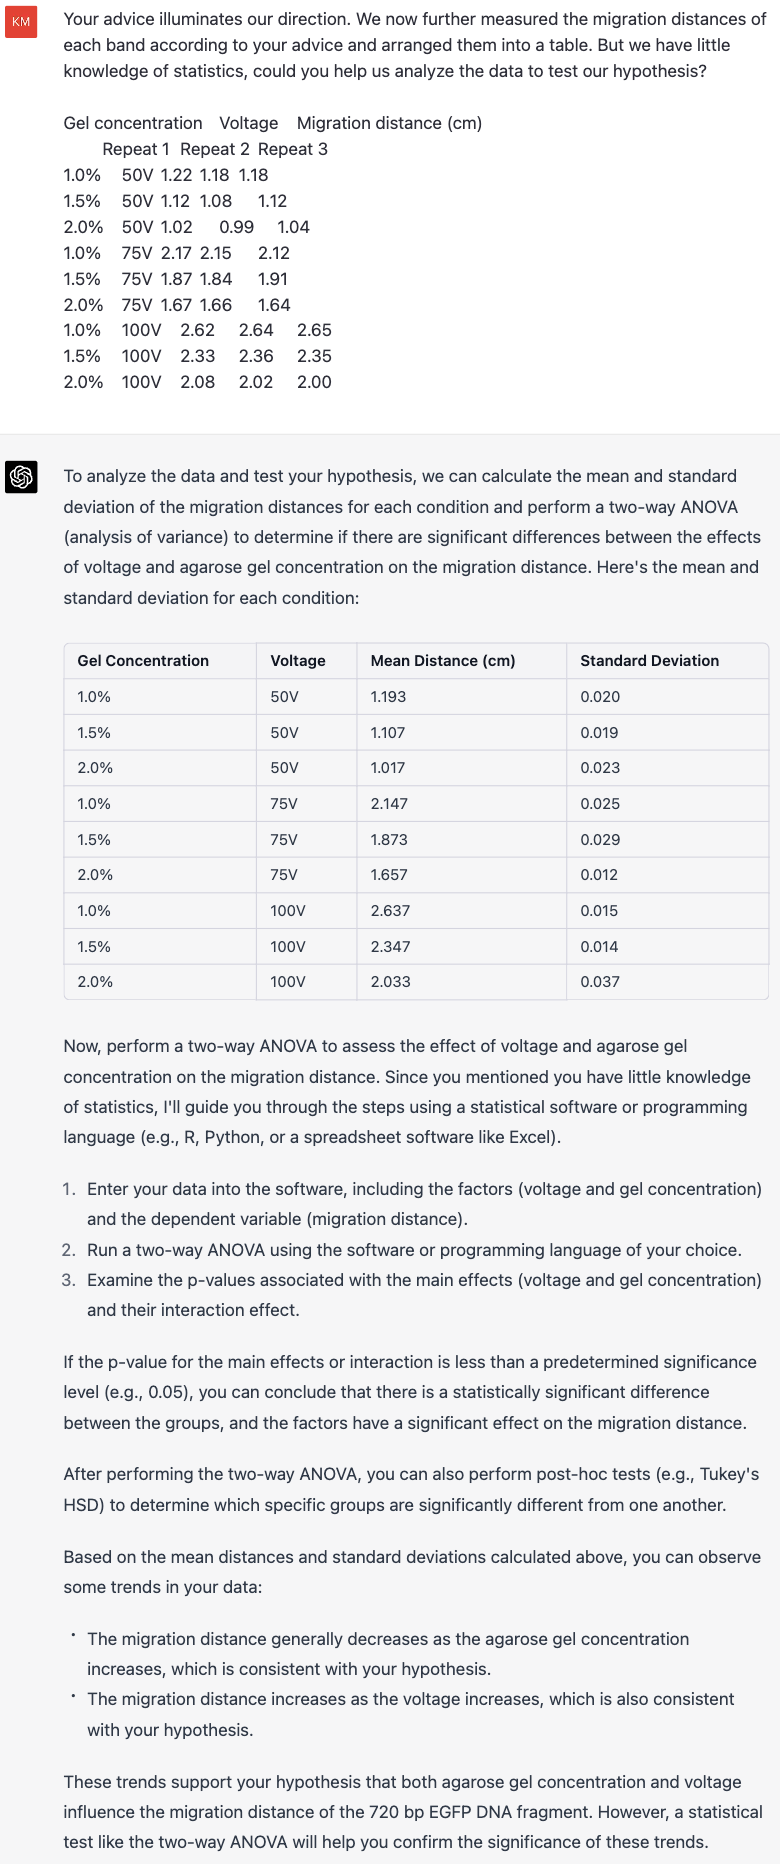 KM
Your advice illuminates our direction. We now further measured the migration distances of
each band according to your advice and arranged them into a table. But we have little
knowledge of statistics, could you help us analyze the data to test our hypothesis?
Gel concentration Voltage Migration distance (cm)
Repeat 1 Repeat 2 Repeat 3
1.0% 50V 1.22 1.18 1.18
1.5% 50V 1.12 1.08 1.12
2.0% 50V 1.02 0.99 1.04
1.0% 75V 2.17 2.15 2.12
1.5% 75V 1.87 1.84 1.91
2.0% 75V 1.67 1.66 1.64
1.0% 100V 2.62 2.64 2.65
1.5% 100V 2.33 2.36 2.35
2.0% 100V 2.08 2.02 2.00
To analyze the data and test your hypothesis, we can calculate the mean and standard
deviation of the migration distances for each condition and perform a two-way ANOVA
(analysis of variance) to determine if there are significant differences between the effects
of voltage and agarose gel concentration on the migration distance. Here's the mean and
standard deviation for each condition:
Gel Concentration Voltage Mean Distance (cm) Standard Deviation
1.0% 50V 1.193 0.020
1.5% 50V 1.107 0.019
2.0% 50V 1.017 0.023
1.0% 75V 2.147 0.025
1.5% 75V 1.873 0.029
2.0% 75V 1.657 0.012
1.0% 100V 2.637 0.015
1.5% 100V 2.347 0.014
2.0% 100V 2.033 0.037
Now, perform a two-way ANOVA to assess the effect of voltage and agarose gel
concentration on the migration distance. Since you mentioned you have little knowledge
of statistics, I'll guide you through the steps using a statistical software or programming
language (e.g., R, Python, or a spreadsheet software like Excel).
1. Enter your data into the software, including the factors (voltage and gel concentration)
and the dependent variable (migration distance).
2. Run a two-way ANOVA using the software or programming language of your choice.
3. Examine the p-values associated with the main effects (voltage and gel concentration)
and their interaction effect.
If the p-value for the main effects or interaction is less than a predetermined significance
level (e.g., 0.05), you can conclude that there is a statistically significant difference
between the groups, and the factors have a significant effect on the migration distance.
After performing the two-way ANOVA, you can also perform post-hoc tests (e.g., Tukey's
HSD) to determine which specific groups are significantly different from one another.
Based on the mean distances and standard deviations calculated above, you can observe
some trends in your data:
• The migration distance generally decreases as the agarose gel concentration
increases, which is consistent with your hypothesis.
• The migration distance increases as the voltage increases, which is also consistent
with your hypothesis.
These trends support your hypothesis that both agarose gel concentration and voltage
influence the migration distance of the 720 bp EGFP DNA fragment. However, a statistical
test like the two-way ANOVA will help you confirm the significance of these trends.